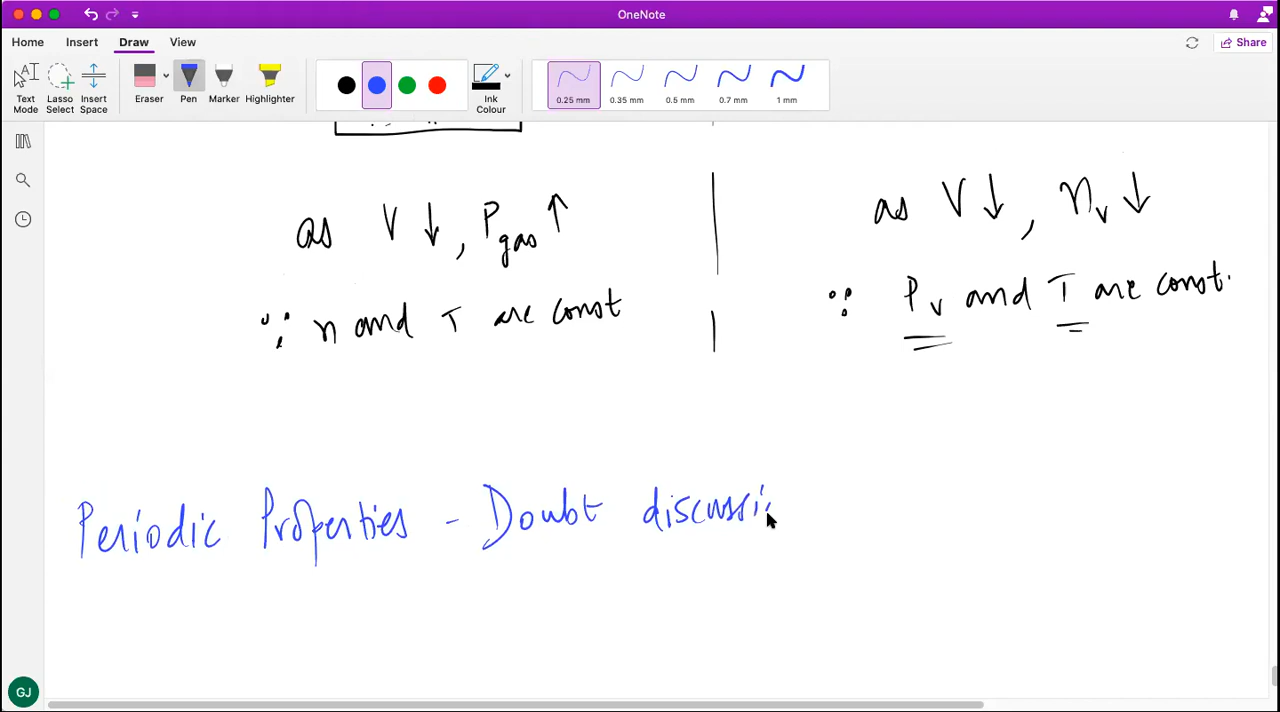 OneNote
Home Insert Draw View
Share
Text Mode
Lasso Select
Insert Space
Eraser
Pen
Marker
Highlighter
Ink Colour
0.25 mm 0.35 mm 0.5 mm 0.7 mm 1 mm
as V ↓, Pgas ↑
∵ n and T are const
as V ↓, nv ↓
∵ Pv and T are const.
Periodic Properties - Doubt discussi
GJ